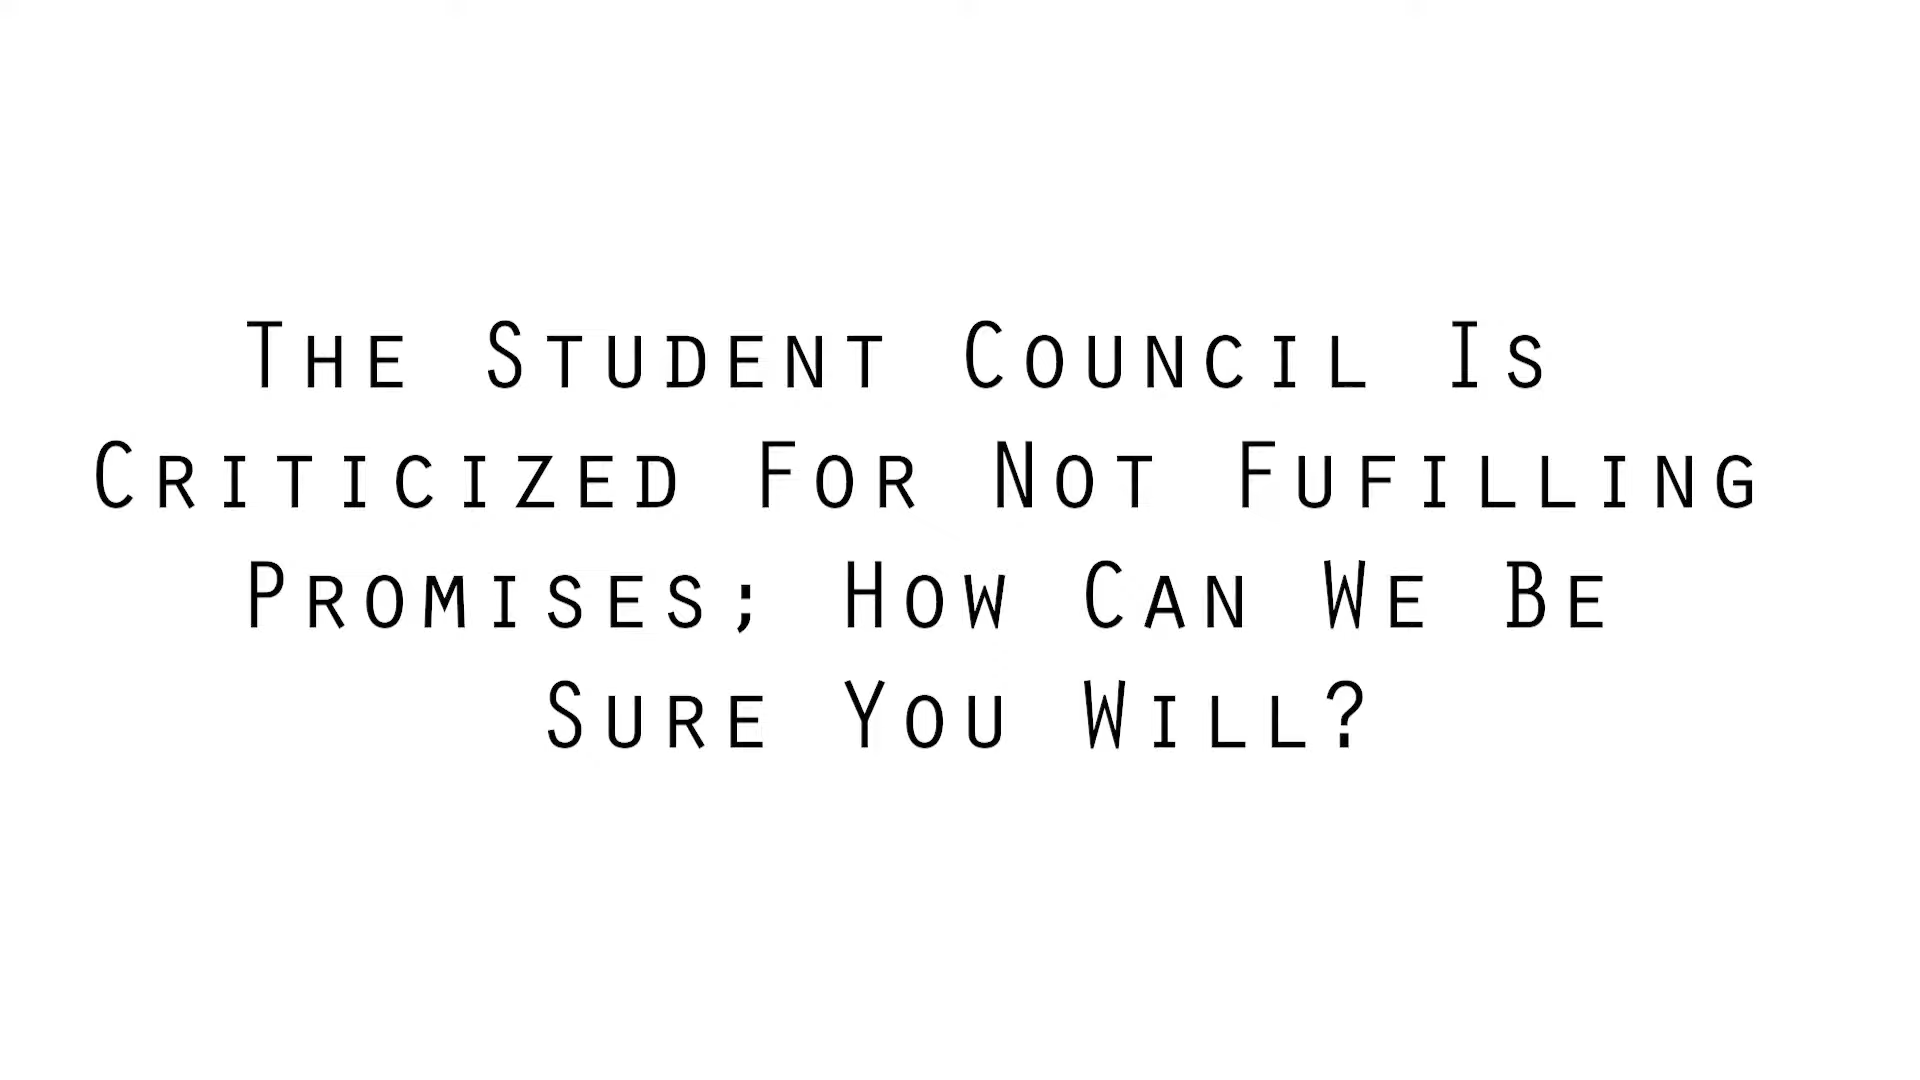 The Student Council Is
Criticized For Not Fufilling
Promises; How Can We Be
Sure You Will?